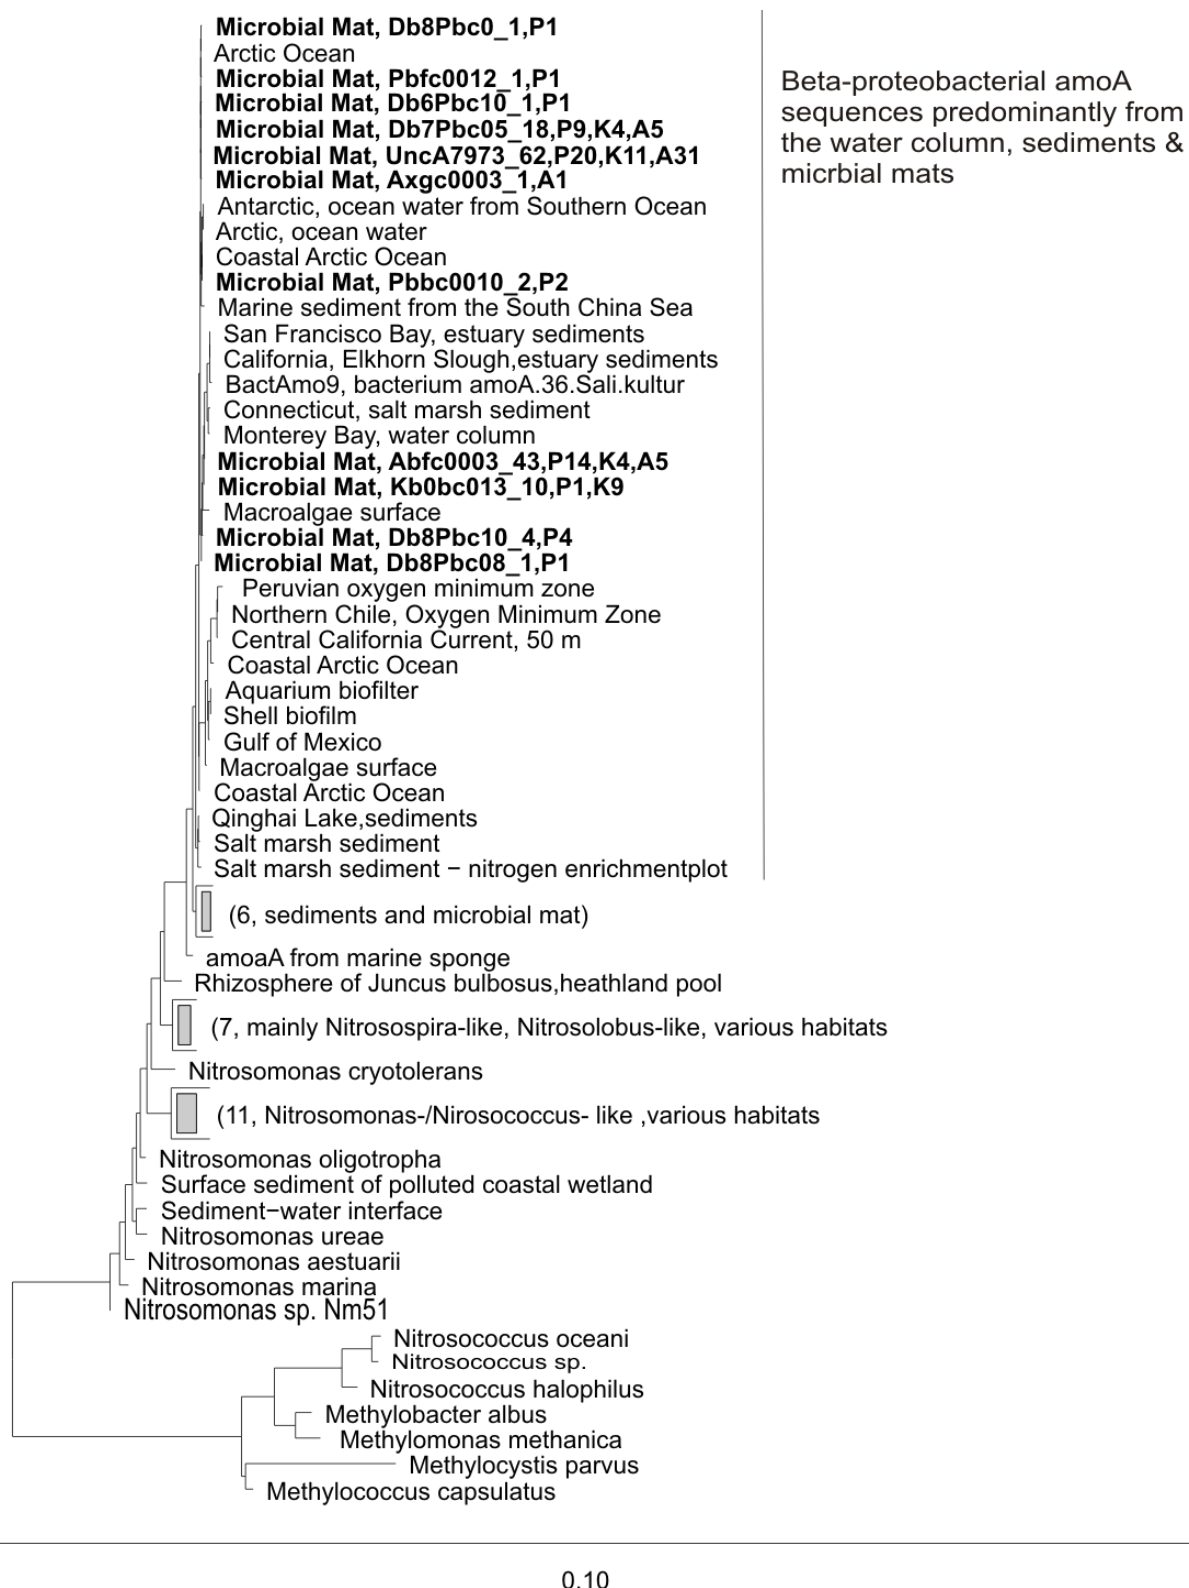 Microbial Mat, Db8Pbc0_1,P1
Arctic Ocean
Microbial Mat, Pbfc0012_1,P1
Microbial Mat, Db6Pbc10_1,P1
Microbial Mat, Db7Pbc05_18,P9,K4,A5
Microbial Mat, UncA7973_62,P20,K11,A31
Microbial Mat, Axgc0003_1,A1
Antarctic, ocean water from Southern Ocean
Arctic, ocean water
Coastal Arctic Ocean
Microbial Mat, Pbbc0010_2,P2
Marine sediment from the South China Sea
San Francisco Bay, estuary sediments
California, Elkhorn Slough,estuary sediments
BactAmo9, bacterium amoA.36.Sali.kultur
Connecticut, salt marsh sediment
Monterey Bay, water column
Microbial Mat, Abfc0003_43,P14,K4,A5
Microbial Mat, Kb0bc013_10,P1,K9
Macroalgae surface
Microbial Mat, Db8Pbc10_4,P4
Microbial Mat, Db8Pbc08_1,P1
Peruvian oxygen minimum zone
Northern Chile, Oxygen Minimum Zone
Central California Current, 50 m
Coastal Arctic Ocean
Aquarium biofilter
Shell biofilm
Gulf of Mexico
Macroalgae surface
Coastal Arctic Ocean
Qinghai Lake,sediments
Salt marsh sediment
Salt marsh sediment − nitrogen enrichmentplot
Beta-proteobacterial amoA
sequences predominantly from
the water column, sediments &
micrbial mats
(6, sediments and microbial mat)
amoaA from marine sponge
Rhizosphere of Juncus bulbosus,heathland pool
(7, mainly Nitrosospira-like, Nitrosolobus-like, various habitats
Nitrosomonas cryotolerans
(11, Nitrosomonas-/Nirosococcus- like ,various habitats
Nitrosomonas oligotropha
Surface sediment of polluted coastal wetland
Sediment−water interface
Nitrosomonas ureae
Nitrosomonas aestuarii
Nitrosomonas marina
Nitrosomonas sp. Nm51
Nitrosococcus oceani
Nitrosococcus sp.
Nitrosococcus halophilus
Methylobacter albus
Methylomonas methanica
Methylocystis parvus
Methylococcus capsulatus
0.10